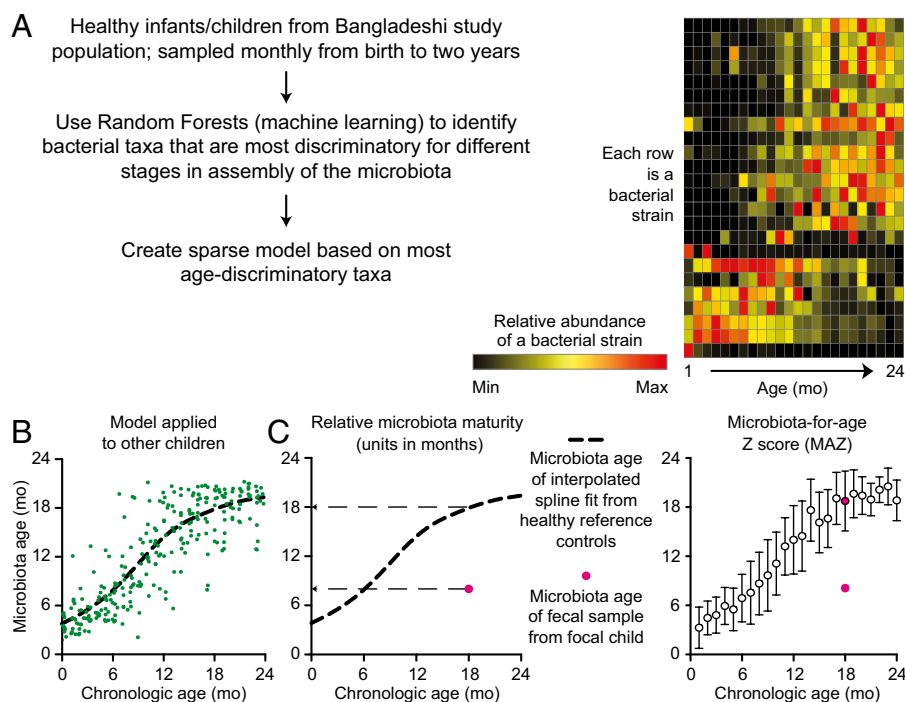 A
Healthy infants/children from Bangladeshi study
population; sampled monthly from birth to two years
Use Random Forests (machine learning) to identify
bacterial taxa that are most discriminatory for different
stages in assembly of the microbiota
Create sparse model based on most
age-discriminatory taxa
Each row
is a
bacterial
strain
Relative abundance
of a bacterial strain
Min
Max
1
24
Age (mo)
B
Model applied
to other children
Microbiota age (mo)
24
18
12
6
0
0
6
12
18
24
Chronologic age (mo)
C
Relative microbiota maturity
(units in months)
24
18
12
6
0
0
6
12
18
24
Chronologic age (mo)
Microbiota age
of interpolated
spline fit from
healthy reference
controls
Microbiota age
of fecal sample
from focal child
Microbiota-for-age
Z score (MAZ)
24
18
12
6
0
0
6
12
18
24
Chronologic age (mo)